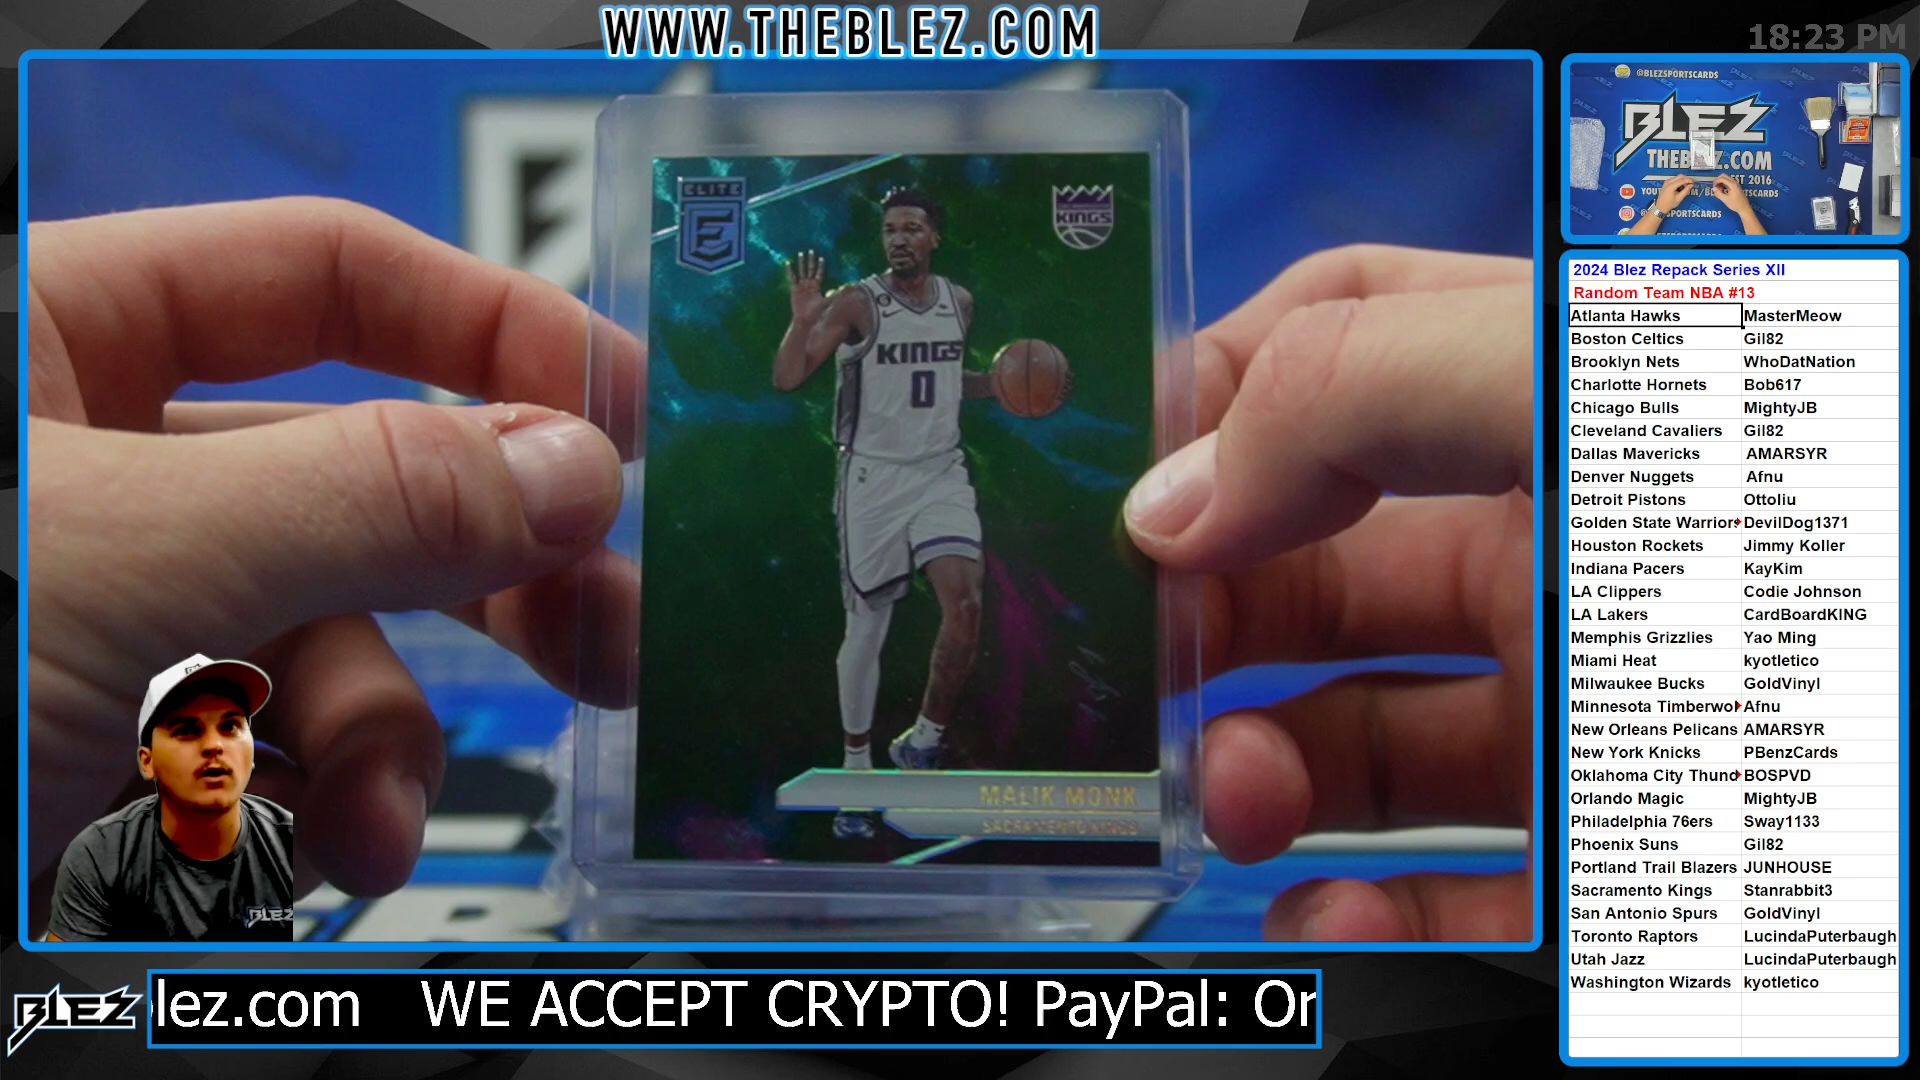 WWW.THEBLEZ.COM
18:23 PM
ELITE
E
KINGS
KINGS
0
MALIK MONK
SACRAMENTO KINGS
BLEZ
@BLEZSPORTSCARDS
BLEZ
THEBLEZ.COM
EST 2016
2024 Blez Repack Series XII
Random Team NBA #13
Atlanta Hawks MasterMeow
Boston Celtics Gil82
Brooklyn Nets WhoDatNation
Charlotte Hornets Bob617
Chicago Bulls MightyJB
Cleveland Cavaliers Gil82
Dallas Mavericks AMARSYR
Denver Nuggets Afnu
Detroit Pistons Ottoliu
Golden State Warriors DevilDog1371
Houston Rockets Jimmy Koller
Indiana Pacers KayKim
LA Clippers Codie Johnson
LA Lakers CardBoardKING
Memphis Grizzlies Yao Ming
Miami Heat kyotletico
Milwaukee Bucks GoldVinyl
Minnesota Timberwol Afnu
New Orleans Pelicans AMARSYR
New York Knicks PBenzCards
Oklahoma City Thund BOSPVD
Orlando Magic MightyJB
Philadelphia 76ers Sway1133
Phoenix Suns Gil82
Portland Trail Blazers JUNHOUSE
Sacramento Kings Stanrabbit3
San Antonio Spurs GoldVinyl
Toronto Raptors LucindaPuterbaugh
Utah Jazz LucindaPuterbaugh
Washington Wizards kyotletico
BLEZ
lez.com WE ACCEPT CRYPTO! PayPal: Or